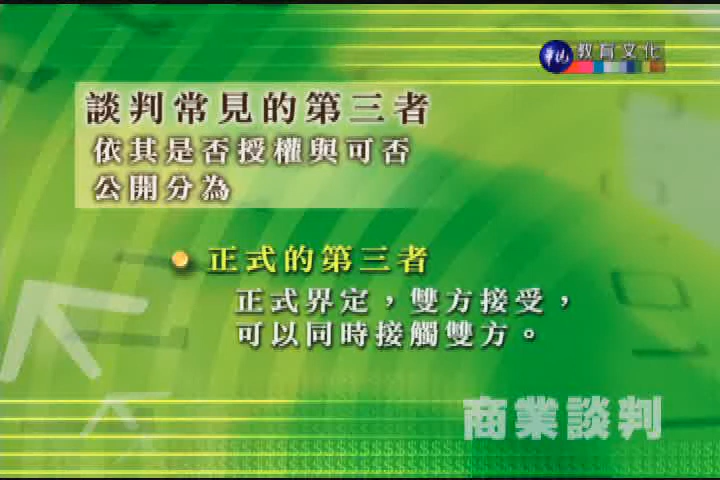 華視 教育文化
談判常見的第三者
依其是否授權與可否
公開分為
正式的第三者
正式界定，雙方接受，
可以同時接觸雙方。
商業談判